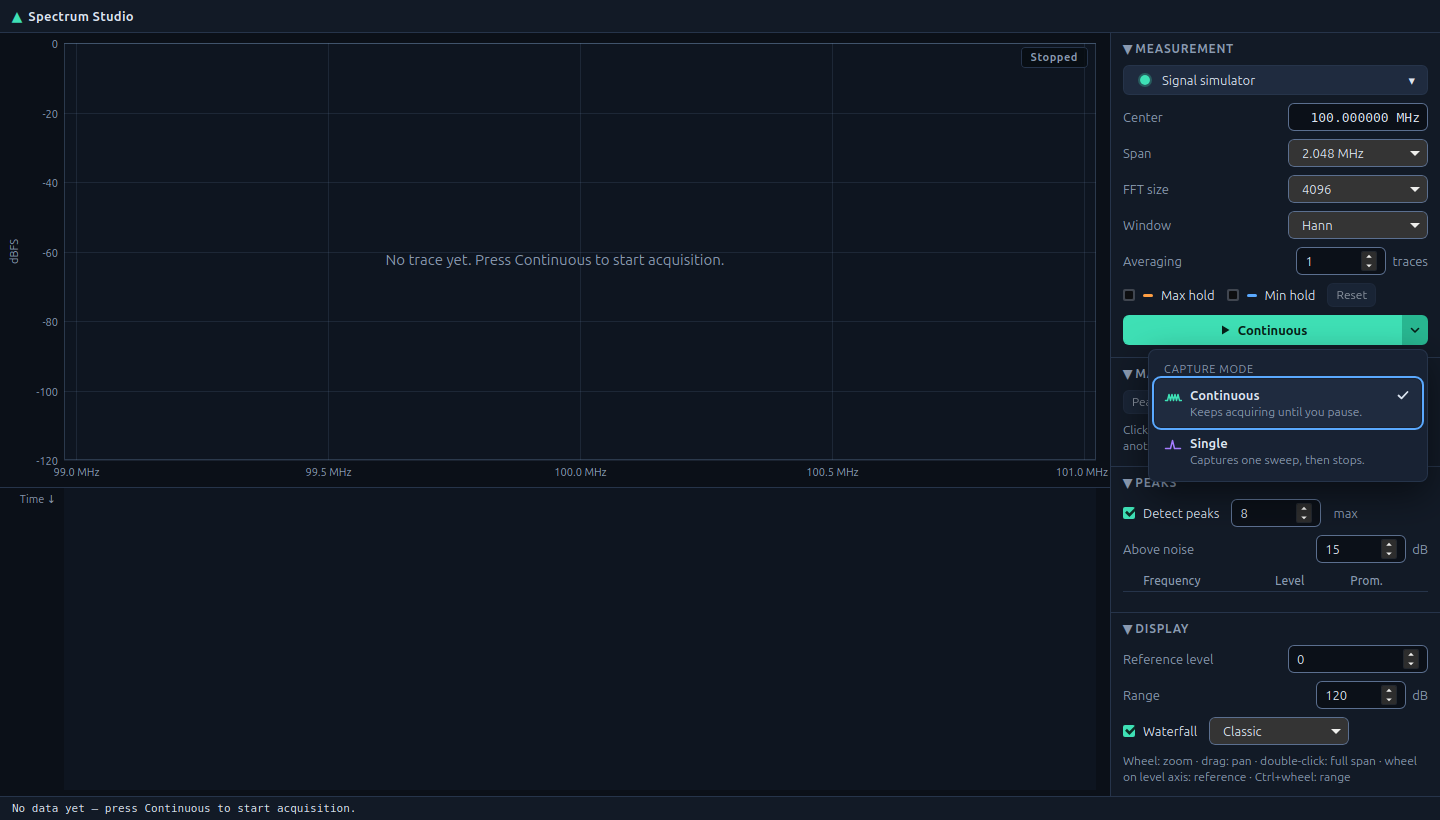 Spectrum Studio
0
-20
-40
-60
-80
-100
-120
dBFS
Stopped
No trace yet. Press Continuous to start acquisition.
99.0 MHz
99.5 MHz
100.0 MHz
100.5 MHz
101.0 MHz
Time ↓
▼ MEASUREMENT
Signal simulator ▾
Center 100.000000 MHz
Span 2.048 MHz
FFT size 4096
Window Hann
Averaging 1 traces
Max hold Min hold Reset
Continuous
CAPTURE MODE
Continuous
Keeps acquiring until you pause.
Single
Captures one sweep, then stops.
Click
▼ PEAKS
Detect peaks 8 max
Above noise 15 dB
Frequency Level Prom.
▼ DISPLAY
Reference level 0
Range 120 dB
Waterfall Classic
Wheel: zoom · drag: pan · double-click: full span · wheel
on level axis: reference · Ctrl+wheel: range
No data yet — press Continuous to start acquisition.